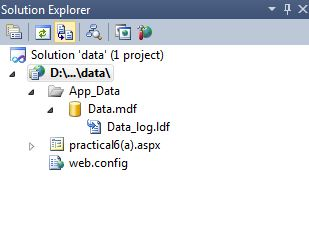 Solution Explorer
Solution 'data' (1 project)
D:\...\data\
App_Data
Data.mdf
Data_log.ldf
practical6(a).aspx
web.config